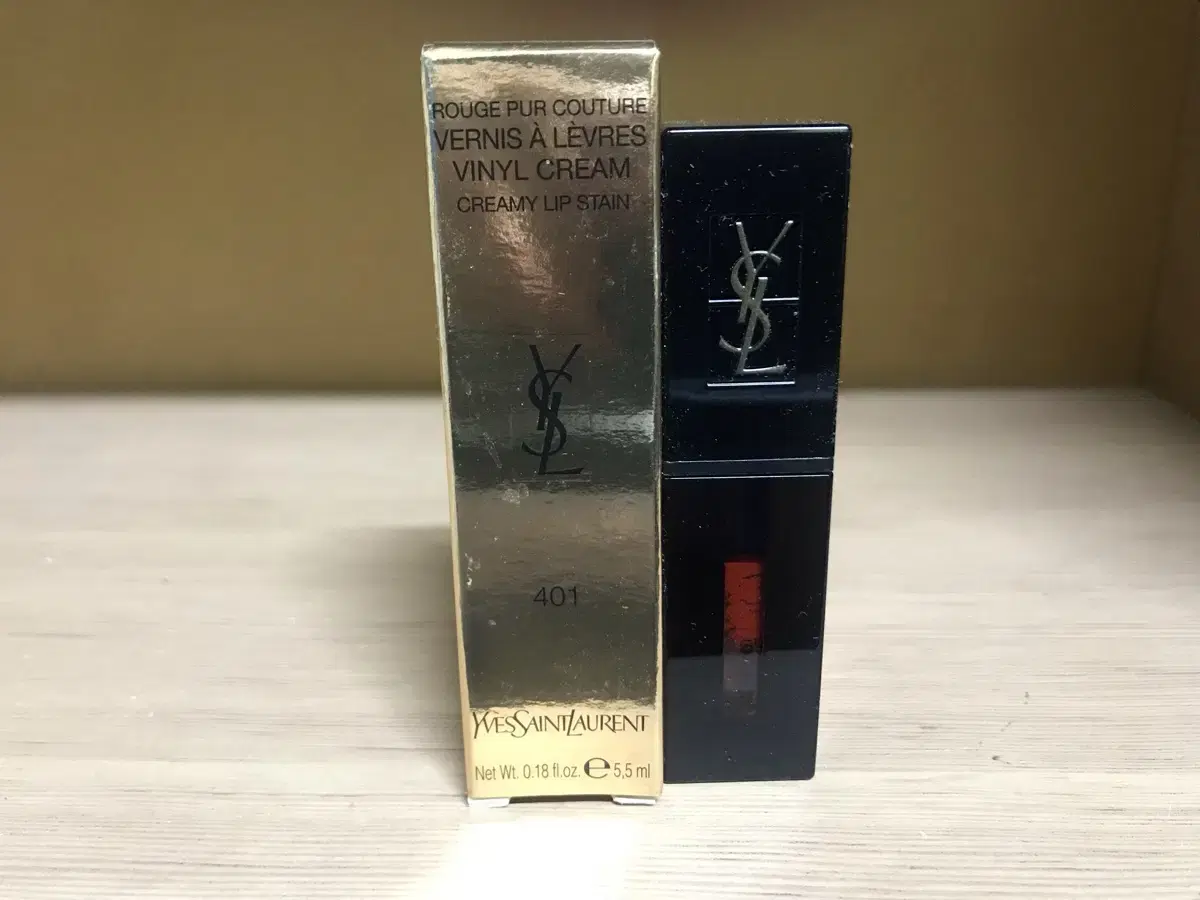 ROUGE PUR COUTURE
VERNIS À LÈVRES
VINYL CREAM
CREAMY LIP STAIN
YSL
401
YVESSAINTLAURENT
Net Wt. 0.18 fl.oz. ℮ 5,5 ml
YSL